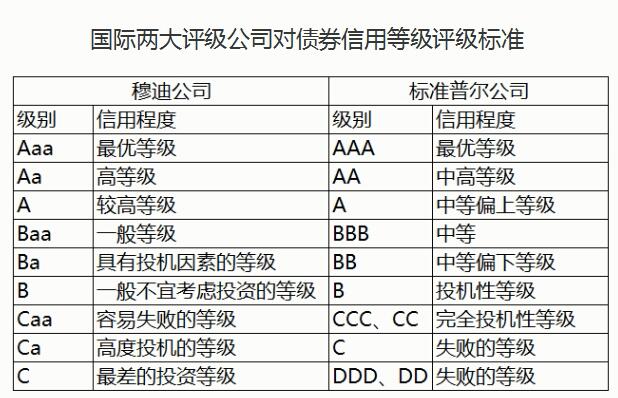 国际两大评级公司对债券信用等级评级标准
穆迪公司 标准普尔公司
级别 信用程度 级别 信用程度
Aaa 最优等级 AAA 最优等级
Aa 高等级 AA 中高等级
A 较高等级 A 中等偏上等级
Baa 一般等级 BBB 中等
Ba 具有投机因素的等级 BB 中等偏下等级
B 一般不宜考虑投资的等级 B 投机性等级
Caa 容易失败的等级 CCC、CC 完全投机性等级
Ca 高度投机的等级 C 失败的等级
C 最差的投资等级 DDD、DD 失败的等级